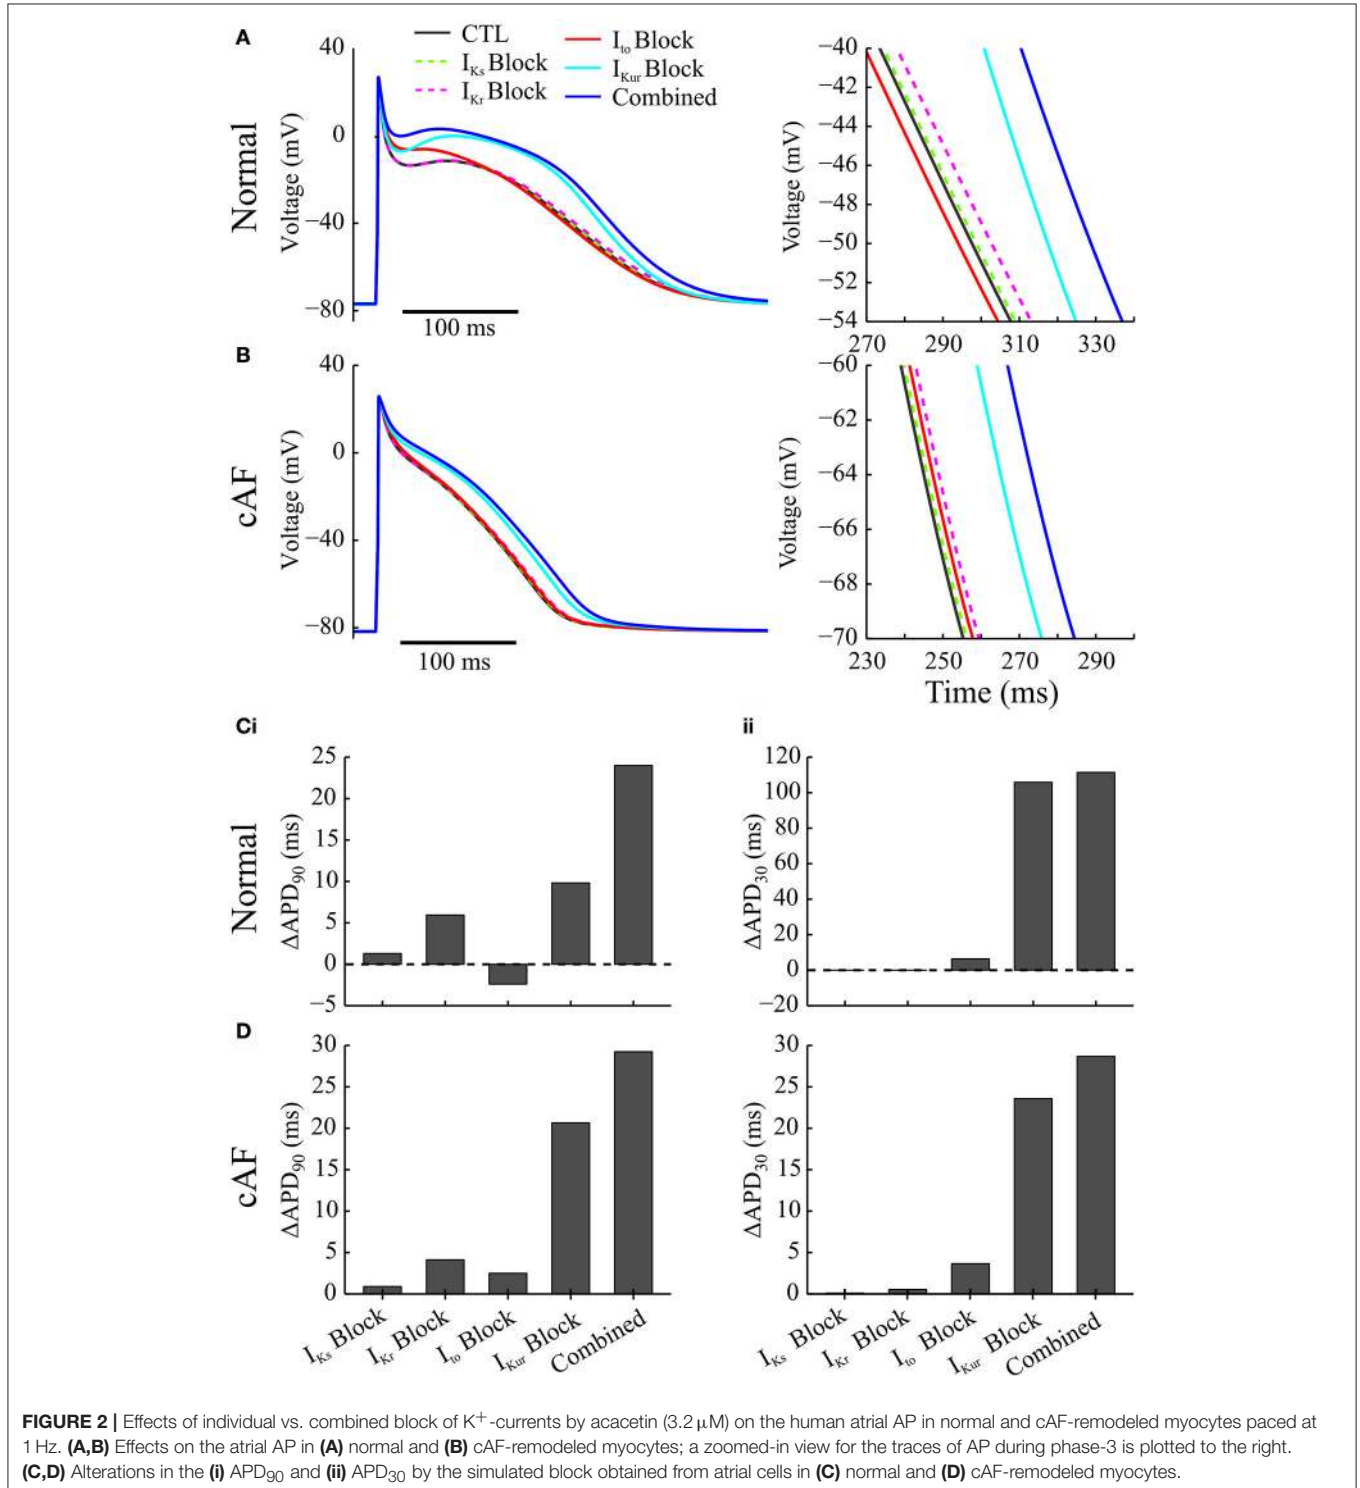 A
CTL
I_Ks Block
I_Kr Block
I_to Block
I_Kur Block
Combined
Normal
Voltage (mV)
40
0
−40
−80
100 ms
Voltage (mV)
−40
−42
−44
−46
−48
−50
−52
−54
270 290 310 330
B
cAF
Voltage (mV)
40
0
−40
−80
100 ms
Voltage (mV)
−60
−62
−64
−66
−68
−70
230 250 270 290
Time (ms)
Ci
Normal
ΔAPD90 (ms)
25
20
15
10
5
0
−5
ii
ΔAPD30 (ms)
120
100
80
60
40
20
0
−20
D
cAF
ΔAPD90 (ms)
30
25
20
15
10
5
0
I_Ks Block
I_Kr Block
I_to Block
I_Kur Block
Combined
ΔAPD30 (ms)
30
25
20
15
10
5
0
I_Ks Block
I_Kr Block
I_to Block
I_Kur Block
Combined
FIGURE 2 | Effects of individual vs. combined block of K⁺-currents by acacetin (3.2 μM) on the human atrial AP in normal and cAF-remodeled myocytes paced at
1 Hz. (A,B) Effects on the atrial AP in (A) normal and (B) cAF-remodeled myocytes; a zoomed-in view for the traces of AP during phase-3 is plotted to the right.
(C,D) Alterations in the (i) APD90 and (ii) APD30 by the simulated block obtained from atrial cells in (C) normal and (D) cAF-remodeled myocytes.